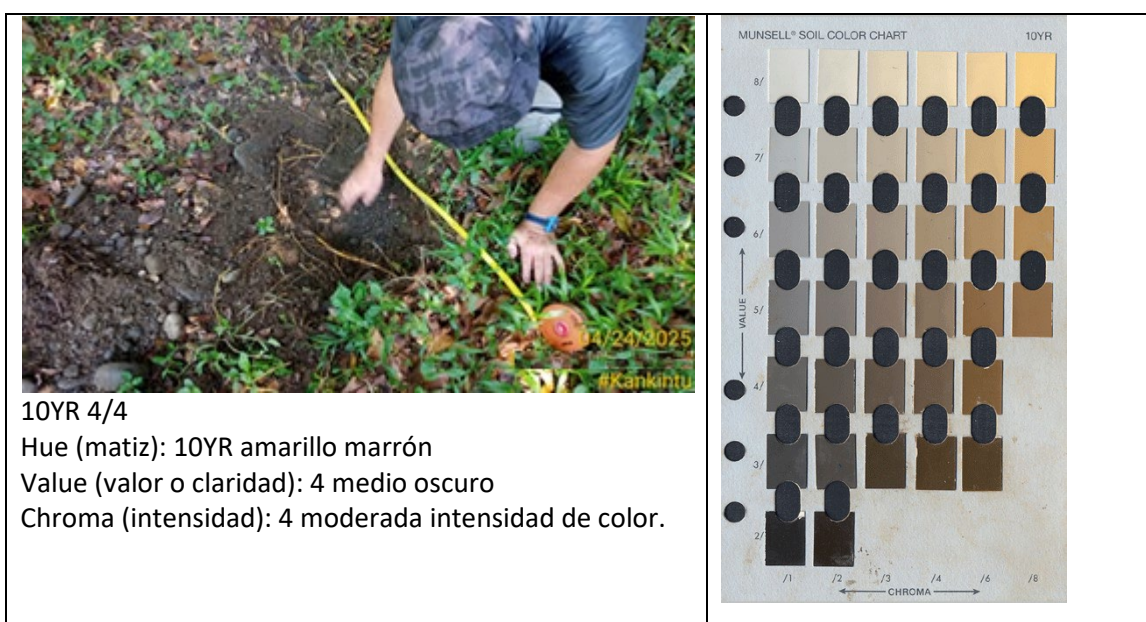 04/24/2025
#Kankintu
10YR 4/4
Hue (matiz): 10YR amarillo marrón
Value (valor o claridad): 4 medio oscuro
Chroma (intensidad): 4 moderada intensidad de color.
MUNSELL® SOIL COLOR CHART 10YR
8/
7/
6/
5/
VALUE
4/
3/
2/
/1 /2 /3 /4 /6 /8
CHROMA